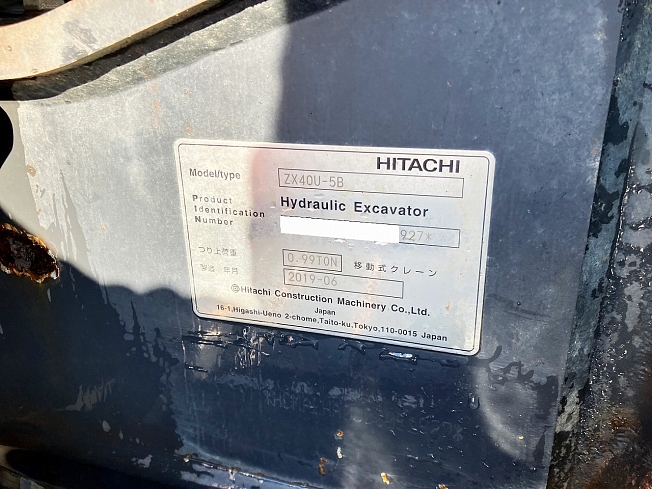 HITACHI
Model/type ZX40U-5B
Hydraulic Excavator
Product
Identification
Number 927*
つり上荷重 0.99TON 移動式クレーン
製造 年月 2019-06
Ⓗ Hitachi Construction Machinery Co.,Ltd.
Japan
16-1,Higashi-Ueno 2-chome,Taito-ku,Tokyo,110-0015 Japan